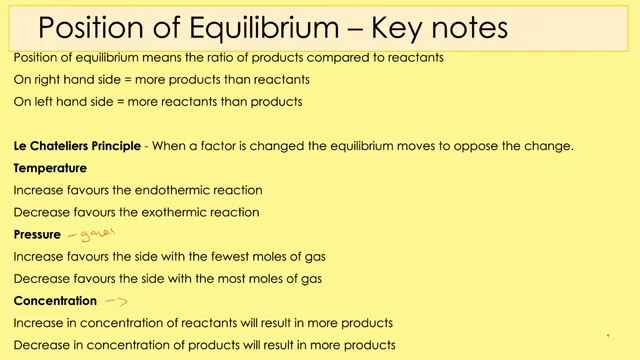 Position of Equilibrium – Key notes
Position of equilibrium means the ratio of products compared to reactants
On right hand side = more products than reactants
On left hand side = more reactants than products
Le Chateliers Principle - When a factor is changed the equilibrium moves to oppose the change.
Temperature
Increase favours the endothermic reaction
Decrease favours the exothermic reaction
Pressure – gases
Increase favours the side with the fewest moles of gas
Decrease favours the side with the most moles of gas
Concentration –>
Increase in concentration of reactants will result in more products
Decrease in concentration of products will result in more products